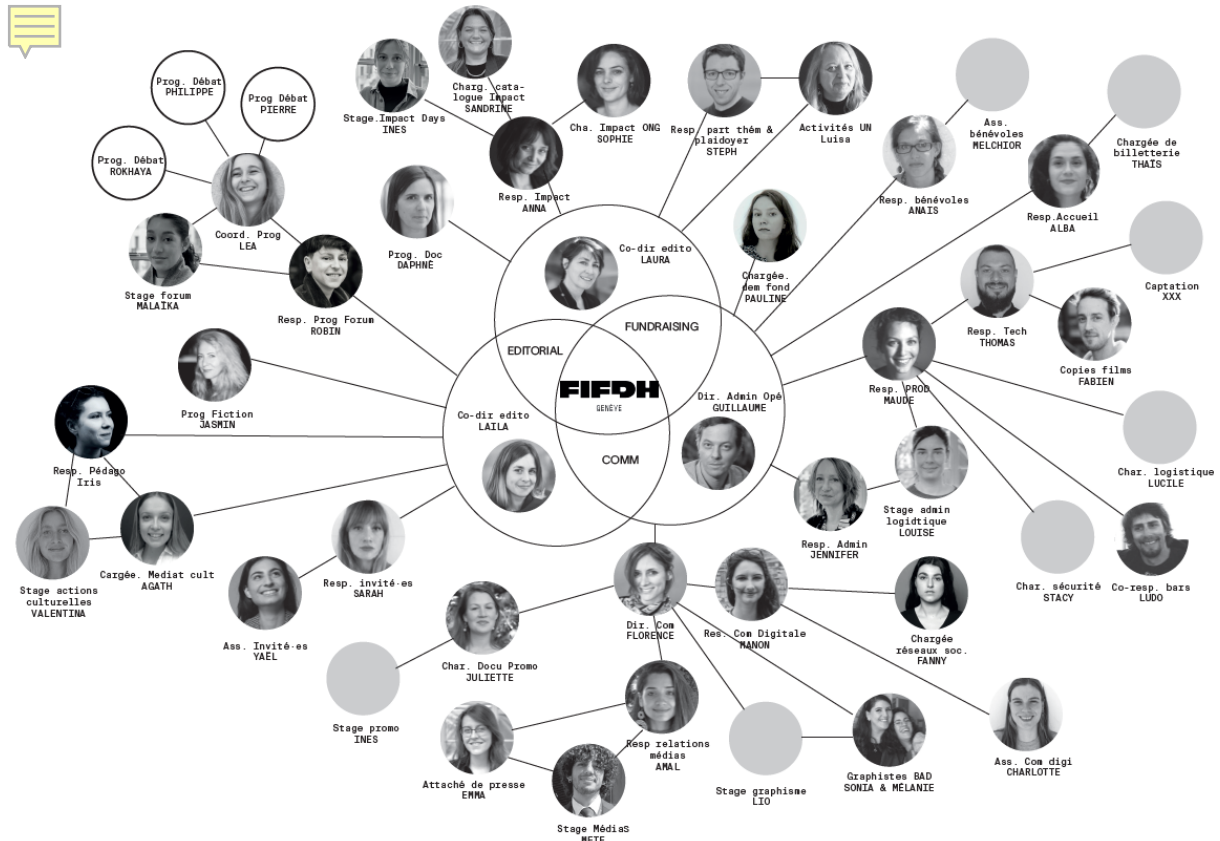 Prog. Débat
PHILIPPE
Prog Débat
PIERRE
Prog. Débat
ROKHAYA
Coord. Prog
LEA
Stage forum
MALAÏKA
Resp. Prog Forum
ROBIN
Stage.Impact Days
INES
Charg. cata-
logue Impact
SANDRINE
Cha. Impact ONG
SOPHIE
Resp. Impact
ANNA
Prog. Doc
DAPHNÉ
Resp. part thém &
plaidoyer
STEPH
Activités UN
Luisa
Ass.
bénévoles
MELCHIOR
Resp. bénévoles
ANAIS
Chargée de
billetterie
THAÏS
Resp.Accueil
ALBA
Chargée.
dem fond
PAULINE
Co-dir edito
LAURA
FUNDRAISING
EDITORIAL
FIFDH
GENÈVE
COMM
Co-dir edito
LAILA
Dir. Admin Opé
GUILLAUME
Captation
XXX
Resp. Tech
THOMAS
Copies films
FABIEN
Resp. PROD
MAUDE
Prog Fiction
JASMIN
Resp. Pédago
Iris
Char. logistique
LUCILE
Stage admin
logidtique
LOUISE
Resp. Admin
JENNIFER
Char. sécurité
STACY
Co-resp. bars
LUDO
Stage actions
culturelles
VALENTINA
Cargée. Mediat cult
AGATH
Resp. invité·es
SARAH
Ass. Invité·es
YAËL
Dir. Com
FLORENCE
Res. Com Digitale
MANON
Chargée
réseaux soc.
FANNY
Char. Docu Promo
JULIETTE
Stage promo
INES
Attaché de presse
EMMA
Resp relations
médias
AMAL
Stage MédiaS
METE
Stage graphisme
LIO
Graphistes BAD
SONIA & MÉLANIE
Ass. Com digi
CHARLOTTE